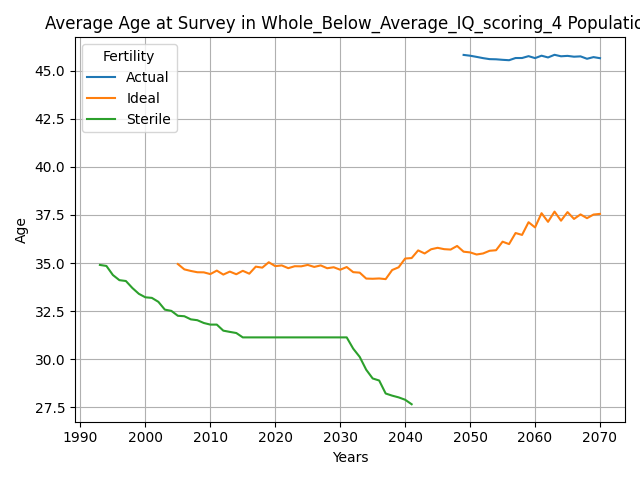 Average Age at Survey in Whole_Below_Average_IQ_scoring_4 Populatio
Fertility
Actual
Ideal
Sterile
45.0
42.5
40.0
37.5
35.0
32.5
30.0
27.5
Age
1990 2000 2010 2020 2030 2040 2050 2060 2070
Years